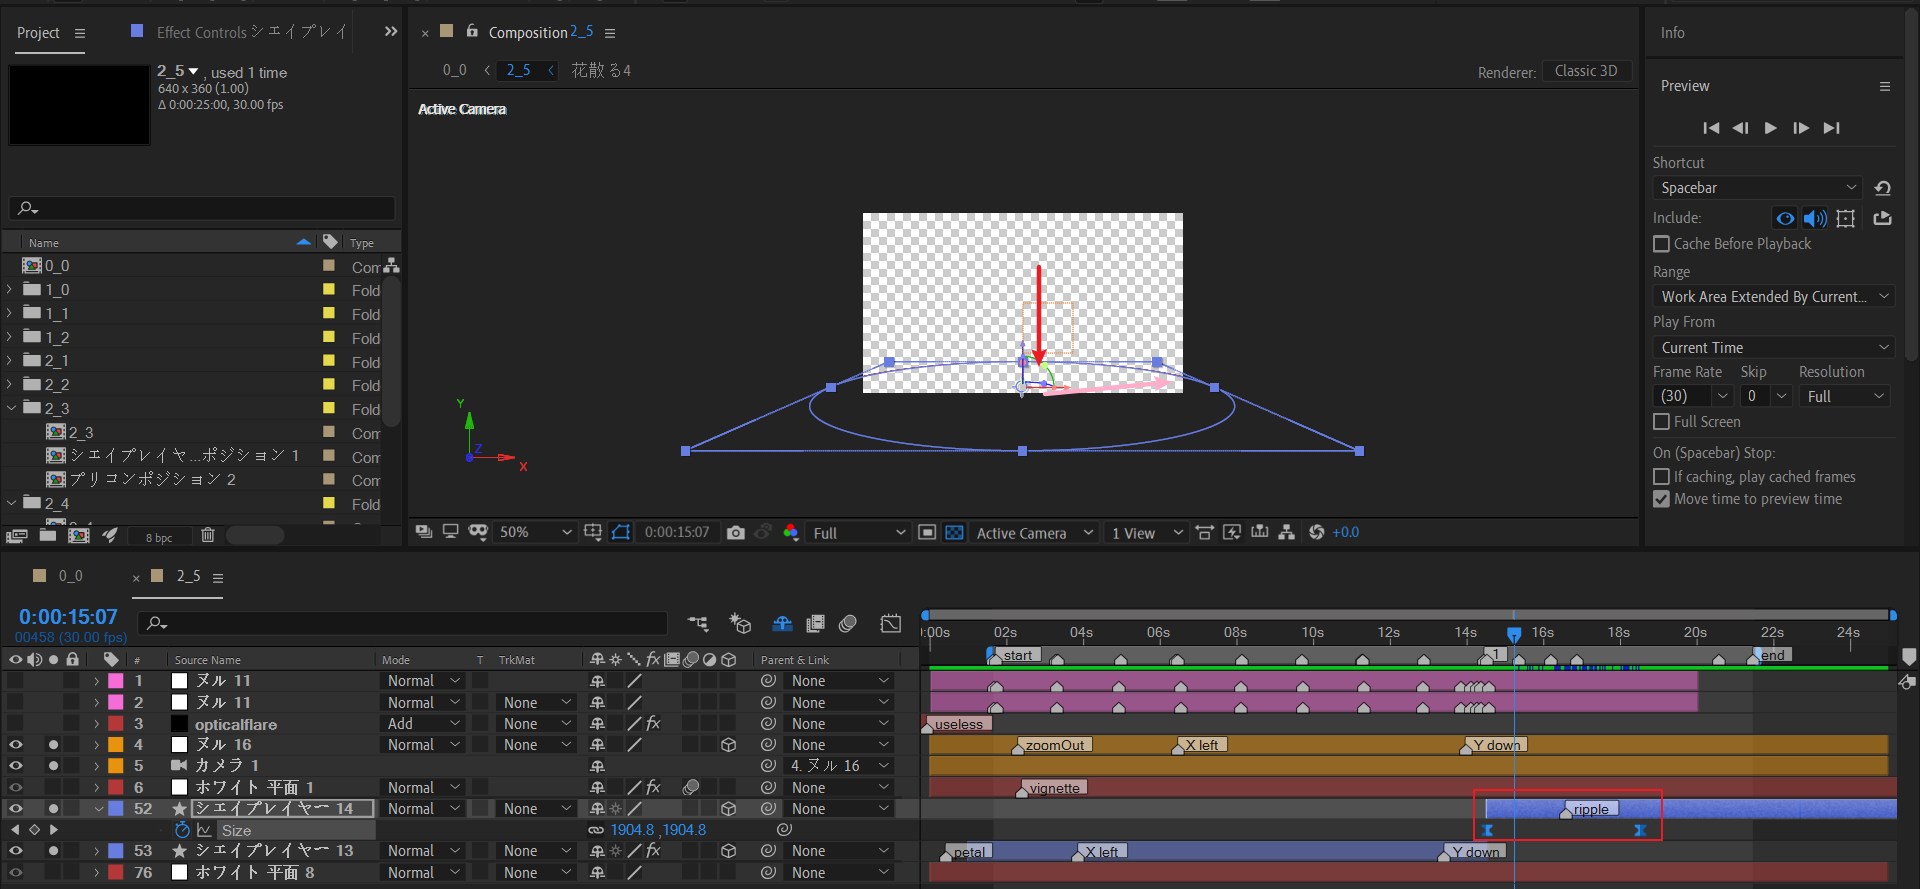 Project
Effect Controls シェイプレイ
Composition 2_5
Info
2_5 , used 1 time
640 x 360 (1.00)
Δ 0:00:25:00, 30.00 fps
0_0
2_5
花散る4
Renderer:
Classic 3D
Active Camera
Preview
Shortcut
Spacebar
Include:
Cache Before Playback
Range
Work Area Extended By Current...
Play From
Current Time
Frame Rate
Skip
Resolution
(30)
0
Full
Full Screen
On (Spacebar) Stop:
If caching, play cached frames
Move time to preview time
Name
Type
0_0
Com
1_0
Fold
1_1
Fold
1_2
Fold
2_1
Fold
2_2
Fold
2_3
Fold
2_3
Com
シェイプレイヤ...ポジション 1
Com
プリコンポジション 2
Com
2_4
Fold
8 bpc
Y
Z
X
50%
0:00:15:07
Full
Active Camera
1 View
+0.0
0_0
2_5
0:00:15:07
00458 (30.00 fps)
:00s
02s
04s
06s
08s
10s
12s
14s
16s
18s
20s
22s
24s
#
Source Name
Mode
T
TrkMat
fx
Parent & Link
start
1
end
1
ヌル 11
Normal
None
2
ヌル 11
Normal
None
None
3
opticalflare
Add
None
fx
None
useless
4
ヌル 16
Normal
None
None
zoomOut
X left
Y down
5
カメラ 1
4. ヌル 16
6
ホワイト 平面 1
Normal
None
None
vignette
52
シェイプレイヤー 14
Normal
None
None
ripple
Size
1904.8 ,1904.8
53
シェイプレイヤー 13
Normal
None
fx
None
petal
X left
Y down
76
ホワイト 平面 8
Normal
None
None